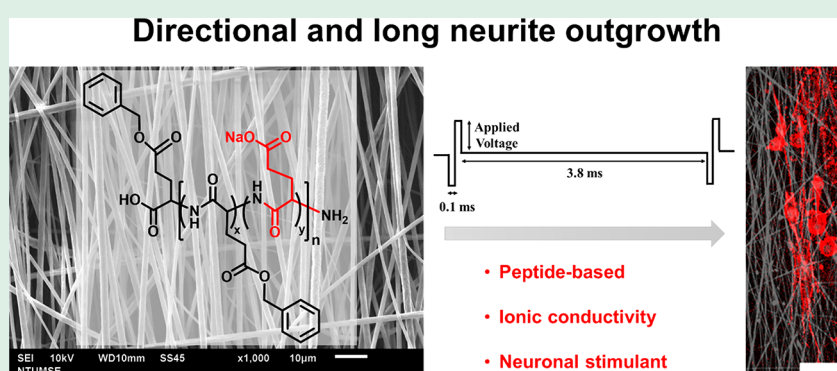 Directional and long neurite outgrowth
O
O
NaO
O
HO
O
N
H
O
x
H
N
O
y
n
NH2
O
O
Applied
Voltage
3.8 ms
0.1 ms
• Peptide-based
• Ionic conductivity
• Neuronal stimulant
SEI 10kV WD10mm SS45 x1,000 10μm
NTUMSE